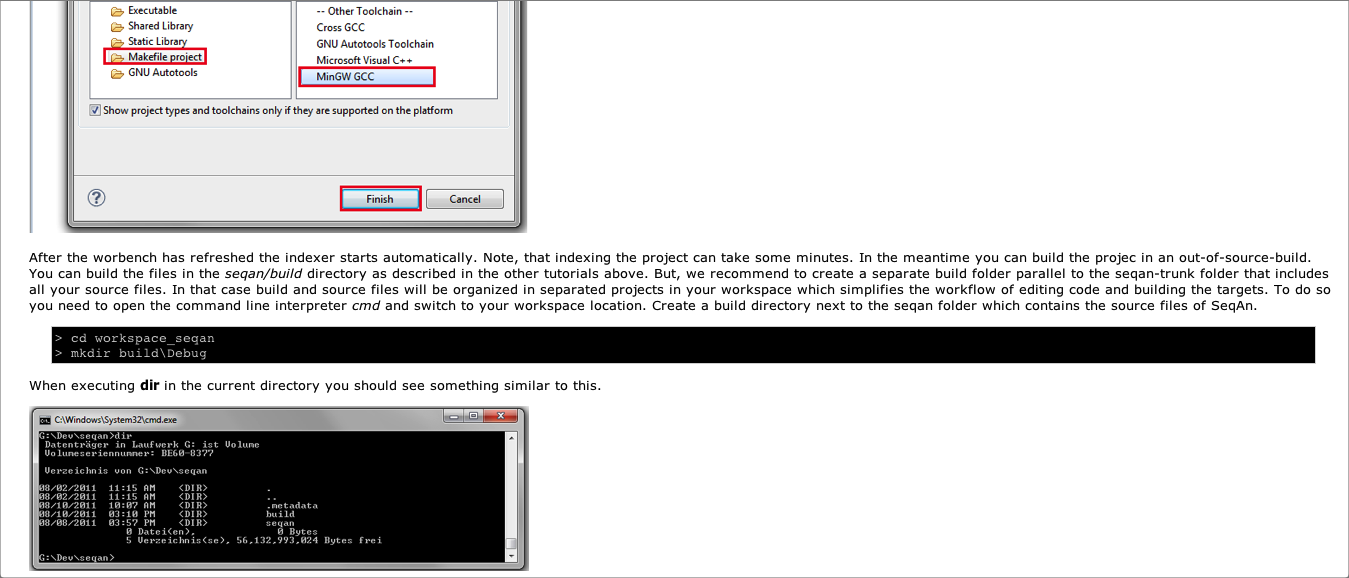 Executable
Shared Library
Static Library
Makefile project
GNU Autotools
-- Other Toolchain --
Cross GCC
GNU Autotools Toolchain
Microsoft Visual C++
MinGW GCC
Show project types and toolchains only if they are supported on the platform
?
Finish
Cancel
After the worbench has refreshed the indexer starts automatically. Note, that indexing the project can take some minutes. In the meantime you can build the projec in an out-of-source-build.
You can build the files in the seqan/build directory as described in the other tutorials above. But, we recommend to create a separate build folder parallel to the seqan-trunk folder that includes
all your source files. In that case build and source files will be organized in separated projects in your workspace which simplifies the workflow of editing code and building the targets. To do so
you need to open the command line interpreter cmd and switch to your workspace location. Create a build directory next to the seqan folder which contains the source files of SeqAn.
> cd workspace_seqan
> mkdir build\Debug
When executing dir in the current directory you should see something similar to this.
C:\Windows\System32\cmd.exe
G:\Dev\seqan>dir
Datenträger in Laufwerk G: ist Volume
Volumeseriennummer: BE60-8377
Verzeichnis von G:\Dev\seqan
08/02/2011 11:15 AM <DIR> .
08/02/2011 11:15 AM <DIR> ..
08/10/2011 10:07 AM <DIR> .metadata
08/10/2011 03:10 PM <DIR> build
08/08/2011 03:57 PM <DIR> seqan
0 Datei(en), 0 Bytes
5 Verzeichnis(se), 56,132,993,024 Bytes frei
G:\Dev\seqan>